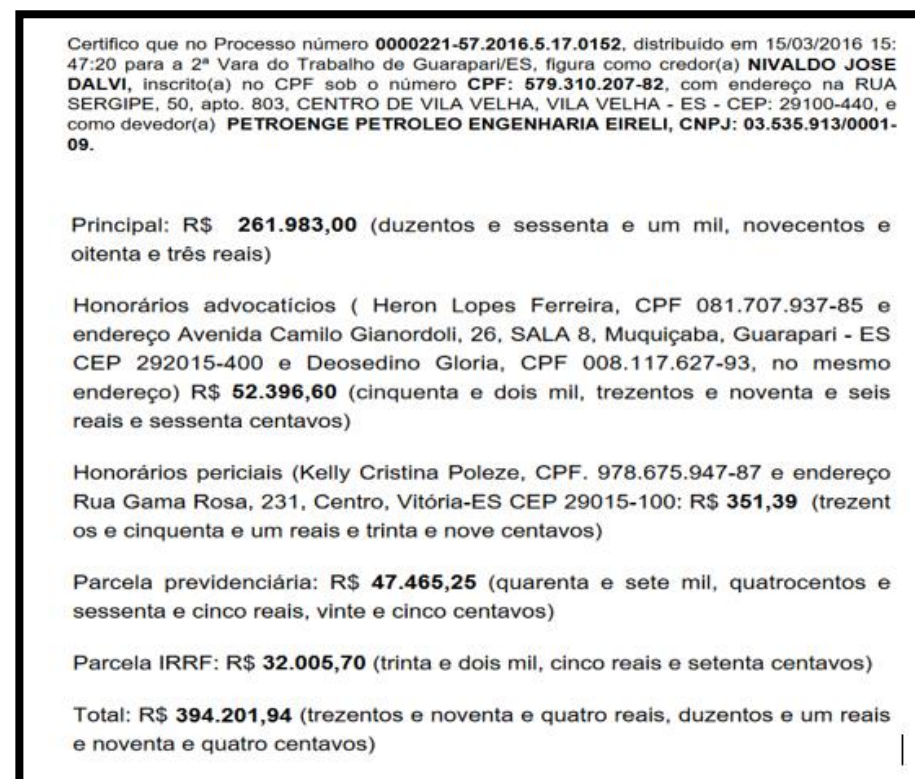 Certifico que no Processo número 0000221-57.2016.5.17.0152, distribuído em 15/03/2016 15:
47:20 para a 2ª Vara do Trabalho de Guarapari/ES, figura como credor(a) NIVALDO JOSE
DALVI, inscrito(a) no CPF sob o número CPF: 579.310.207-82, com endereço na RUA
SERGIPE, 50, apto. 803, CENTRO DE VILA VELHA, VILA VELHA - ES - CEP: 29100-440, e
como devedor(a) PETROENGE PETROLEO ENGENHARIA EIRELI, CNPJ: 03.535.913/0001-
09.
Principal: R$ 261.983,00 (duzentos e sessenta e um mil, novecentos e
oitenta e três reais)
Honorários advocatícios ( Heron Lopes Ferreira, CPF 081.707.937-85 e
endereço Avenida Camilo Gianordoli, 26, SALA 8, Muquiçaba, Guarapari - ES
CEP 292015-400 e Deosedino Gloria, CPF 008.117.627-93, no mesmo
endereço) R$ 52.396,60 (cinquenta e dois mil, trezentos e noventa e seis
reais e sessenta centavos)
Honorários periciais (Kelly Cristina Poleze, CPF. 978.675.947-87 e endereço
Rua Gama Rosa, 231, Centro, Vitória-ES CEP 29015-100: R$ 351,39 (trezent
os e cinquenta e um reais e trinta e nove centavos)
Parcela previdenciária: R$ 47.465,25 (quarenta e sete mil, quatrocentos e
sessenta e cinco reais, vinte e cinco centavos)
Parcela IRRF: R$ 32.005,70 (trinta e dois mil, cinco reais e setenta centavos)
Total: R$ 394.201,94 (trezentos e noventa e quatro reais, duzentos e um reais
e noventa e quatro centavos)